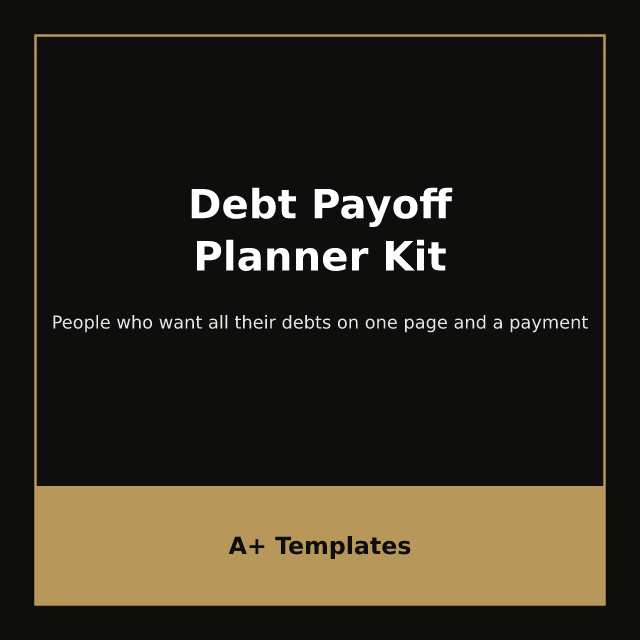 Debt Payoff
Planner Kit
People who want all their debts on one page and a payment
A+ Templates